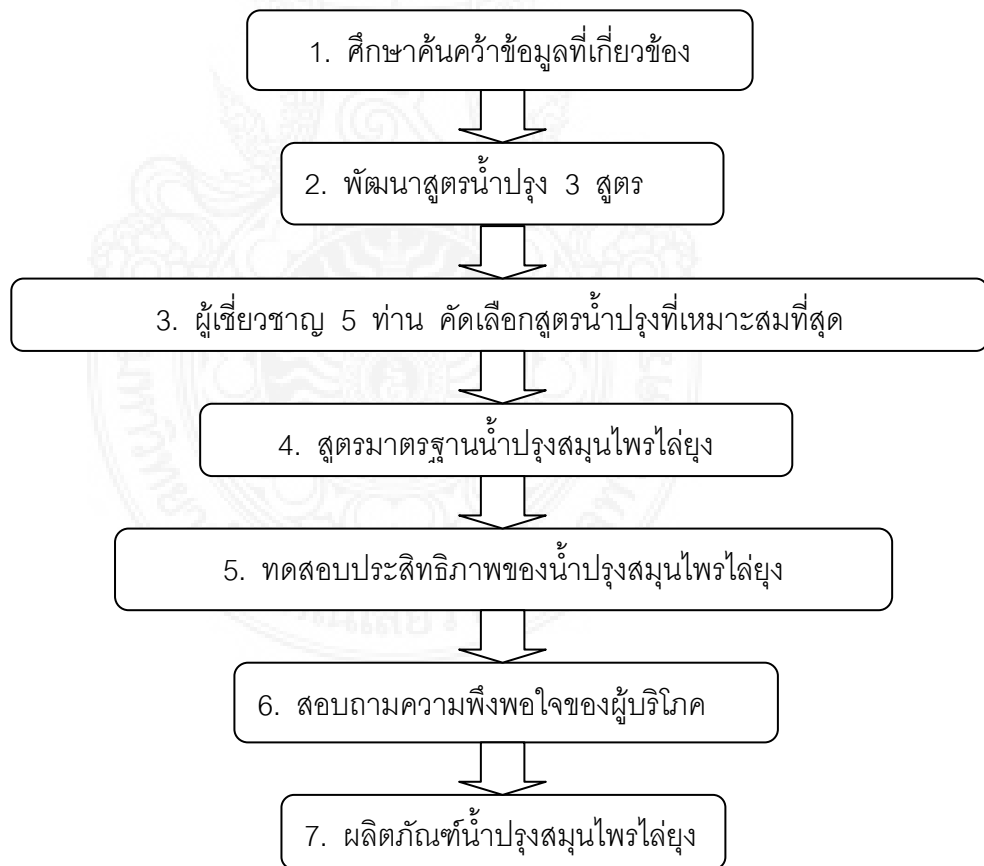 1. ศึกษาค้นคว้าข้อมูลที่เกี่ยวข้อง
2. พัฒนาสูตรน้ำปรุง 3 สูตร
3. ผู้เชี่ยวชาญ 5 ท่าน คัดเลือกสูตรน้ำปรุงที่เหมาะสมที่สุด
4. สูตรมาตรฐานน้ำปรุงสมุนไพรไล่ยุง
5. ทดสอบประสิทธิภาพของน้ำปรุงสมุนไพรไล่ยุง
6. สอบถามความพึงพอใจของผู้บริโภค
7. ผลิตภัณฑ์น้ำปรุงสมุนไพรไล่ยุง